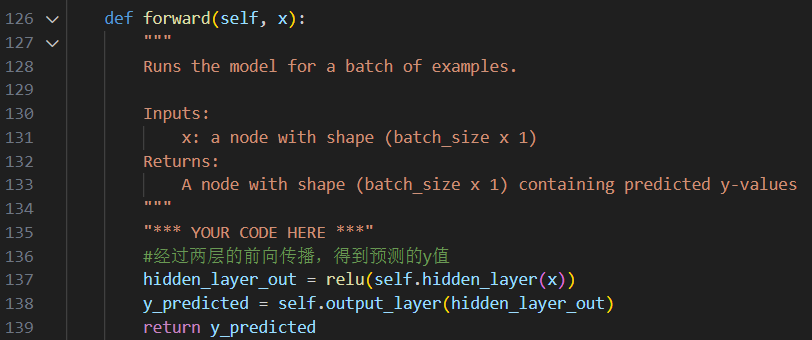 126 def forward(self, x):
127 """
128 Runs the model for a batch of examples.
129
130 Inputs:
131 x: a node with shape (batch_size x 1)
132 Returns:
133 A node with shape (batch_size x 1) containing predicted y-values
134 """
135 "*** YOUR CODE HERE ***"
136 #经过两层的前向传播，得到预测的y值
137 hidden_layer_out = relu(self.hidden_layer(x))
138 y_predicted = self.output_layer(hidden_layer_out)
139 return y_predicted